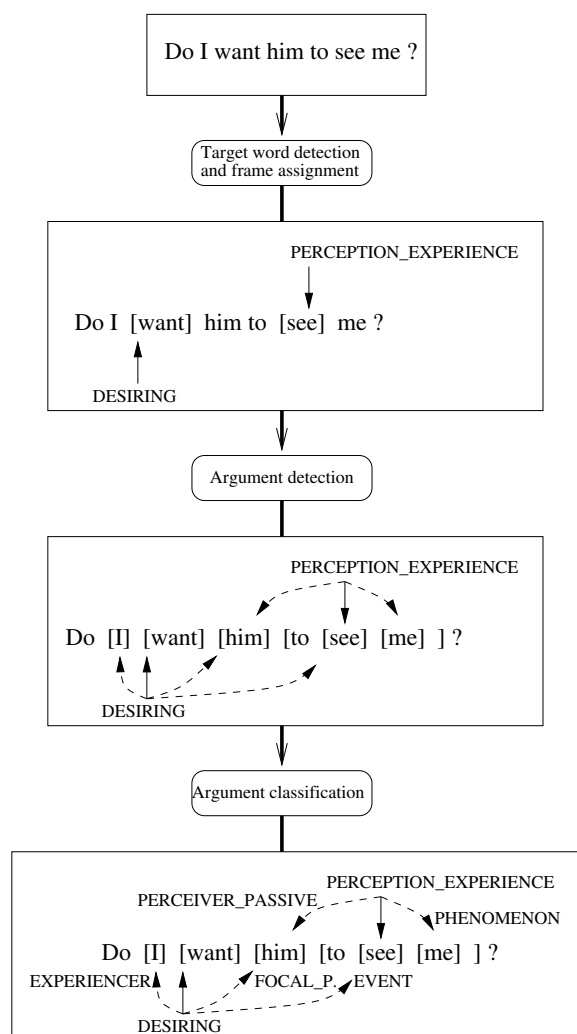 Do I want him to see me ?
Target word detection
and frame assignment
PERCEPTION_EXPERIENCE
Do I [want] him to [see] me ?
DESIRING
Argument detection
PERCEPTION_EXPERIENCE
Do [I] [want] [him] [to [see] [me] ] ?
DESIRING
Argument classification
PERCEPTION_EXPERIENCE
PERCEIVER_PASSIVE
PHENOMENON
Do [I] [want] [him] [to [see] [me] ] ?
EXPERIENCER FOCAL_P. EVENT
DESIRING